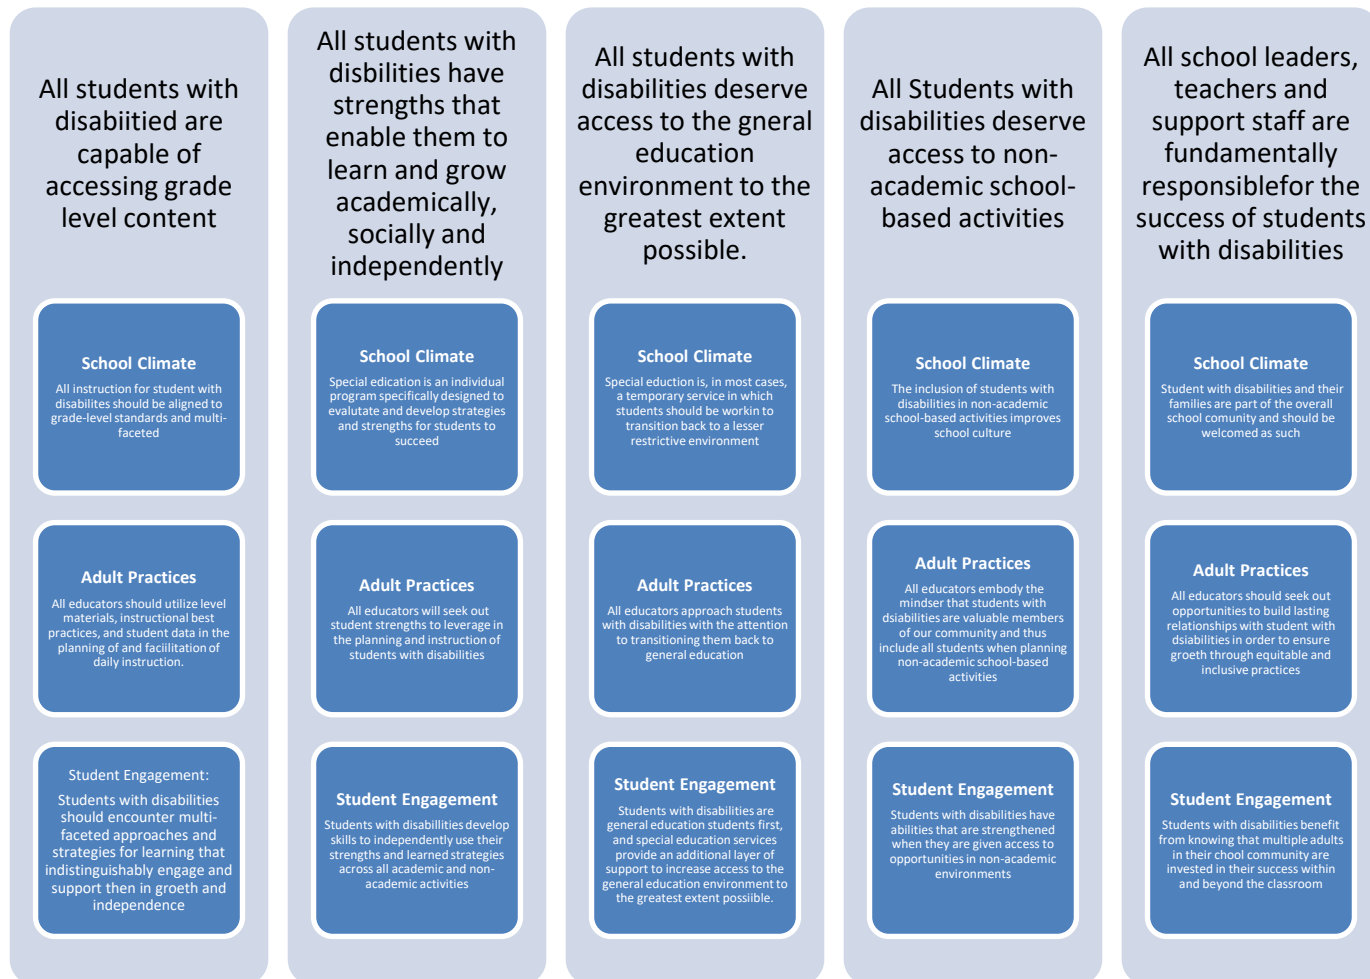 All students with
disabiitied are
capable of
accessing grade
level content
School Climate
All instruction for student with
disabilites should be aligned to
grade-level standards and multi-
faceted
Adult Practices
All educators should utilize level
materials, instructional best
practices, and student data in the
planning of and faciilitation of
daily instruction.
Student Engagement:
Students with disabilities
should encounter multi-
faceted approaches and
strategies for learning that
indistinguishably engage and
support then in groeth and
independence
All students with
disbilities have
strengths that
enable them to
learn and grow
academically,
socially and
independently
School Climate
Special edication is an individual
program specifically designed to
evalutate and develop strategies
and strengths for students to
succeed
Adult Practices
All educators will seek out
student strengths to leverage in
the planning and instruction of
students with disabilities
Student Engagement
Students with disabillities develop
skills to independently use their
strengths and learned strategies
across all academic and non-
academic activities
All students with
disabilities deserve
access to the gneral
education
environment to the
greatest extent
possible.
School Climate
Special eduction is, in most cases,
a temporary service in which
students should be workin to
transition back to a lesser
restrictive environment
Adult Practices
All educators approach students
with disabilities with the attention
to transitioning them back to
general education
Student Engagement
Students with disabilities are
general education students first,
and special education services
provide an additional layer of
support to increase access to the
general education environment to
the greatest extent possiible.
All Students with
disabilities deserve
access to non-
academic school-
based activities
School Climate
The inclusion of students with
disabilities in non-academic
school-based activities improves
school culture
Adult Practices
All educators embody the
mindser that students with
dsiabilities are valuable members
of our community and thus
include all students when planning
non-academic school-based
activities
Student Engagement
Students with disabilities have
abilities that are strengthened
when they are given access to
opportunities in non-academic
environments
All school leaders,
teachers and
support staff are
fundamentally
responsiblefor the
success of students
with disabilities
School Climate
Student with disabilities and their
families are part of the overall
school comunity and should be
welcomed as such
Adult Practices
All educators should seek out
opportunities to build lasting
relationships with student with
dsiabilities in order to ensure
growth through equitable and
inclusive practices
Student Engagement
Students with disabilities benefit
from knowing that multiple adults
in their chool community are
invested in their success within
and beyond the classroom